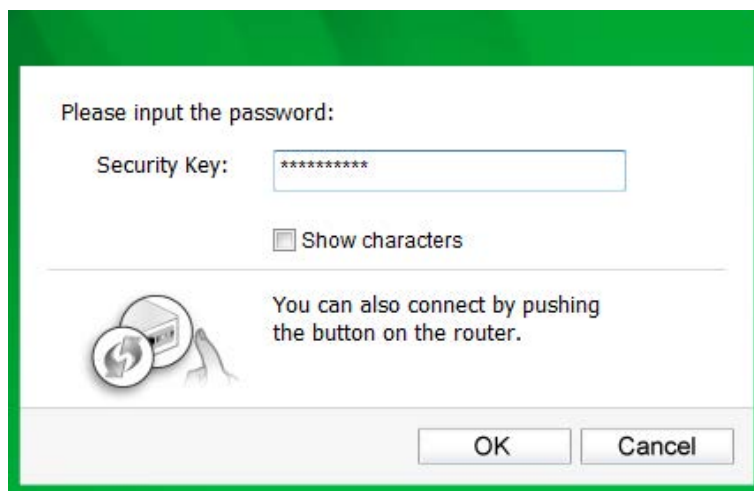 Please input the password:
Security Key: **********
Show characters
You can also connect by pushing
the button on the router.
OK Cancel